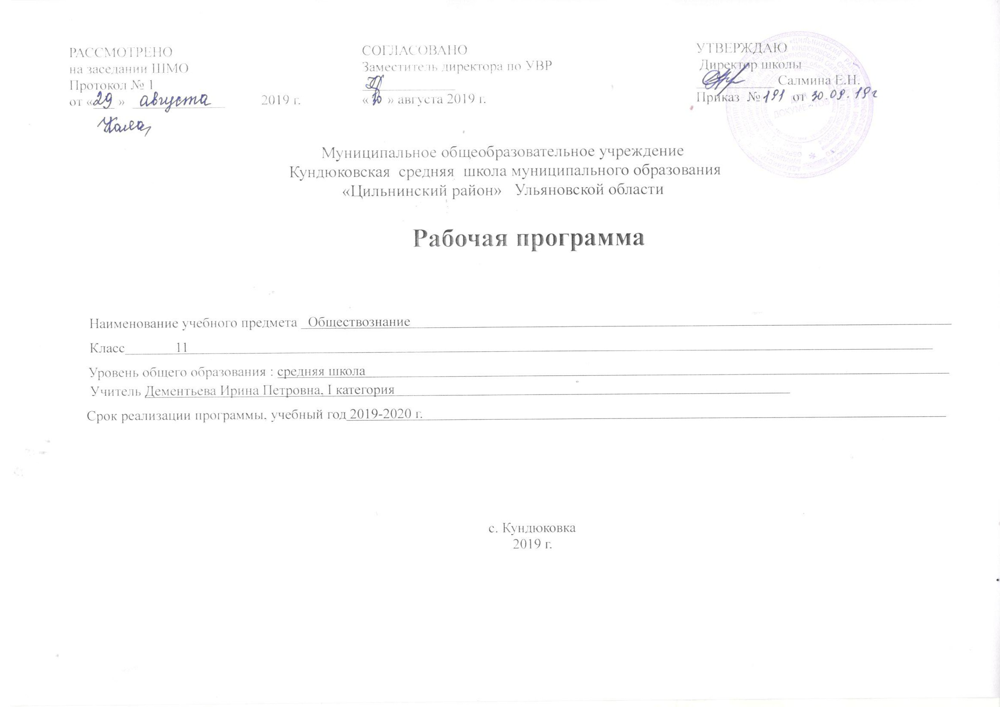 РАССМОТРЕНО
на заседании ШМО
Протокол № 1
от «29 » августа 2019 г.
СОГЛАСОВАНО
Заместитель директора по УВР
«30 » августа 2019 г.
УТВЕРЖДАЮ
Директор школы
Салмина Е.Н.
Приказ № 191 от 30.08.19г
ДОКУМЕНТОВ
Муниципальное общеобразовательное учреждение
Кундюковская средняя школа муниципального образования
«Цильнинский район» Ульяновской области
Рабочая программа
Наименование учебного предмета Обществознание
Класс 11
Уровень общего образования : средняя школа
Учитель Дементьева Ирина Петровна, I категория
Срок реализации программы, учебный год 2019-2020 г.
с. Кундюковка
2019 г.